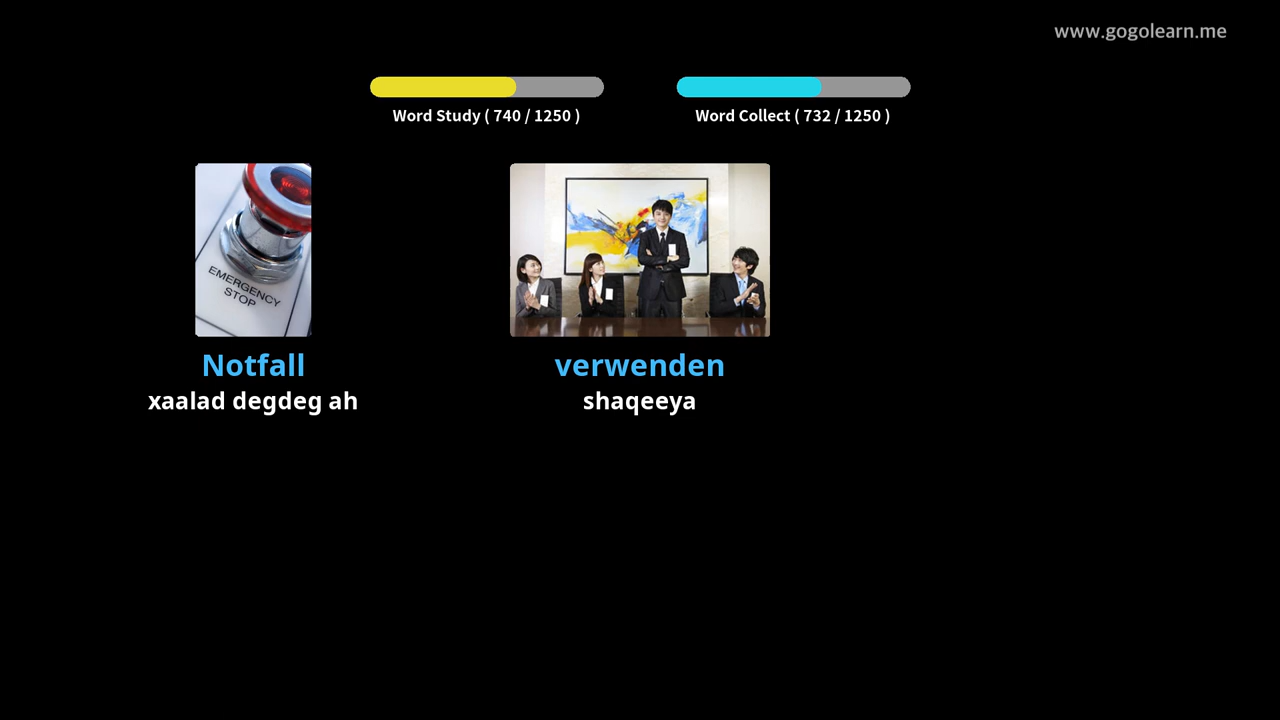 www.gogolearn.me
Word Study ( 740 / 1250 )
Word Collect ( 732 / 1250 )
EMERGENCY
STOP
Notfall
verwenden
xaalad degdeg ah
shaqeeya